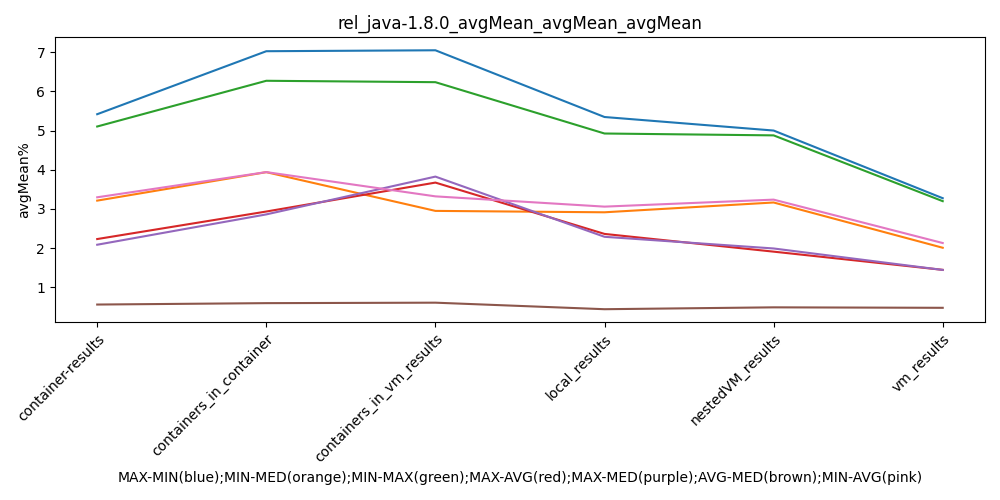 rel_java-1.8.0_avgMean_avgMean_avgMean
avgMean%
7
6
5
4
3
2
1
container-results
containers_in_container
containers_in_vm_results
local_results
nestedVM_results
vm_results
MAX-MIN(blue);MIN-MED(orange);MIN-MAX(green);MAX-AVG(red);MAX-MED(purple);AVG-MED(brown);MIN-AVG(pink)